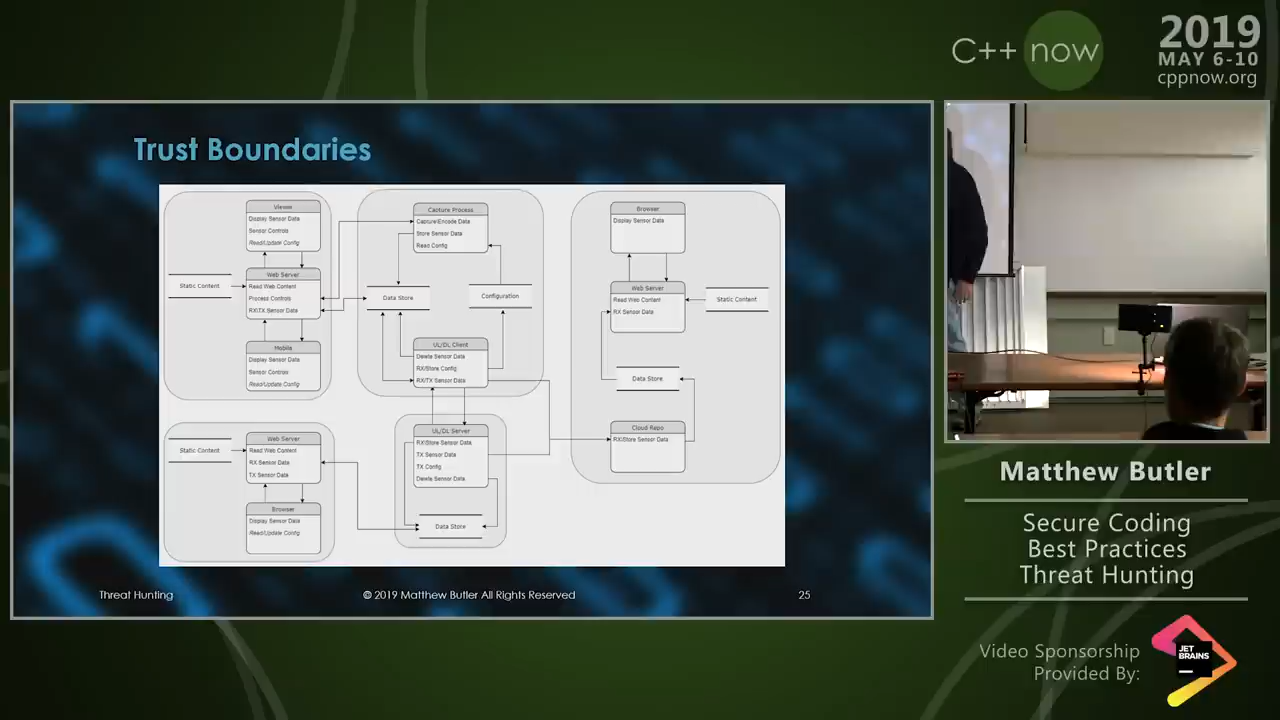 C++ now
2019
MAY 6-10
cppnow.org
Trust Boundaries
Viewer
Display Sensor Data
Sensor Controls
Read/Update Config
Static Content
Web Server
Read Web Content
Process Controls
RX/TX Sensor Data
Mobile
Display Sensor Data
Sensor Controls
Read/Update Config
Capture Process
Capture/Encode Data
Store Sensor Data
Read Config
Data Store
Configuration
UL/DL Client
Delete Sensor Data
RX/Store Config
RX/TX Sensor Data
Browser
Display Sensor Data
Web Server
Read Web Content
RX Sensor Data
Static Content
Data Store
Cloud Repo
RX/Store Sensor Data
Static Content
Web Server
Read Web Content
RX Sensor Data
TX Sensor Data
Browser
Display Sensor Data
Read/Update Config
UL/DL Server
RX/Store Sensor Data
TX Sensor Data
TX Config
Delete Sensor Data
Data Store
Threat Hunting
© 2019 Matthew Butler All Rights Reserved
25
Matthew Butler
Secure Coding
Best Practices
Threat Hunting
Video Sponsorship
Provided By:
JET
BRAINS